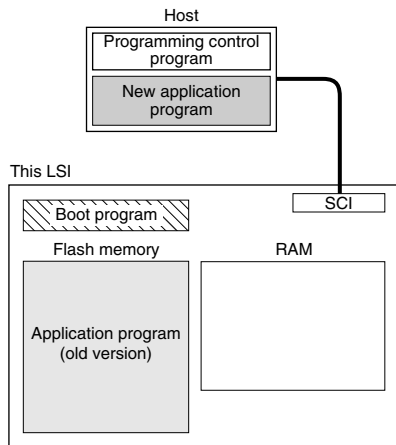 Host
Programming control
program
New application
program
This LSI
SCI
Boot program
Flash memory
RAM
Application program
(old version)